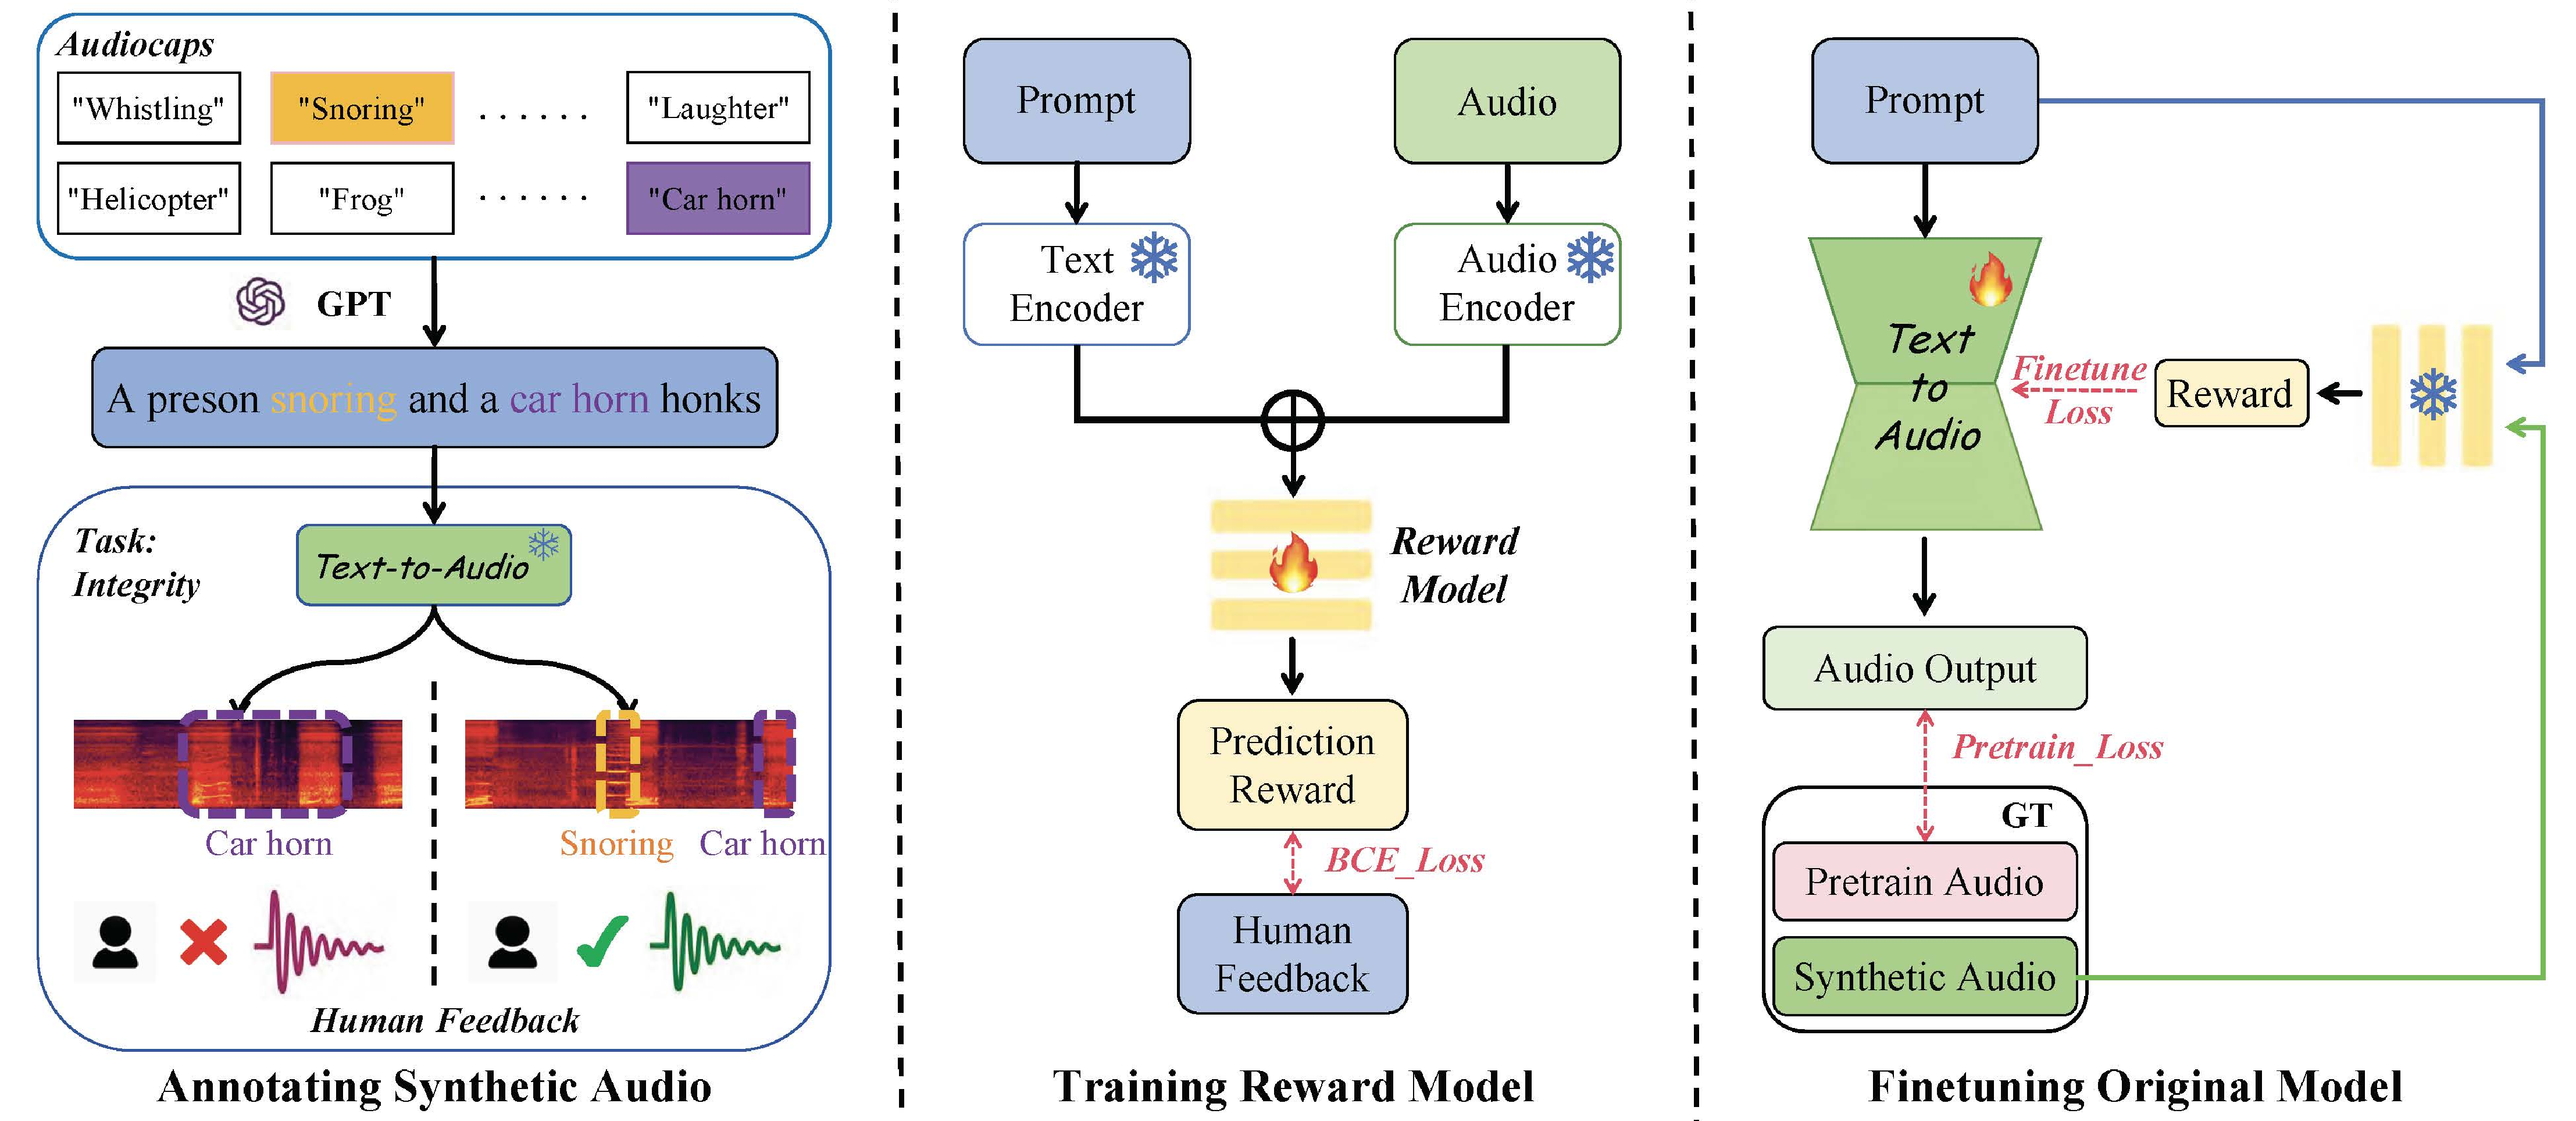 Audiocaps
"Whistling" "Snoring" . . . . . . "Laughter"
"Helicopter" "Frog" . . . . . . "Car horn"
GPT
A preson snoring and a car horn honks
Task:
Integrity
Text-to-Audio
Car horn
Snoring
Car horn
Human Feedback
Annotating Synthetic Audio
Prompt
Audio
Text
Encoder
Audio
Encoder
Reward
Model
Prediction
Reward
BCE_Loss
Human
Feedback
Training Reward Model
Prompt
Text
to
Audio
Finetune
Loss
Reward
Audio Output
Pretrain_Loss
GT
Pretrain Audio
Synthetic Audio
Finetuning Original Model